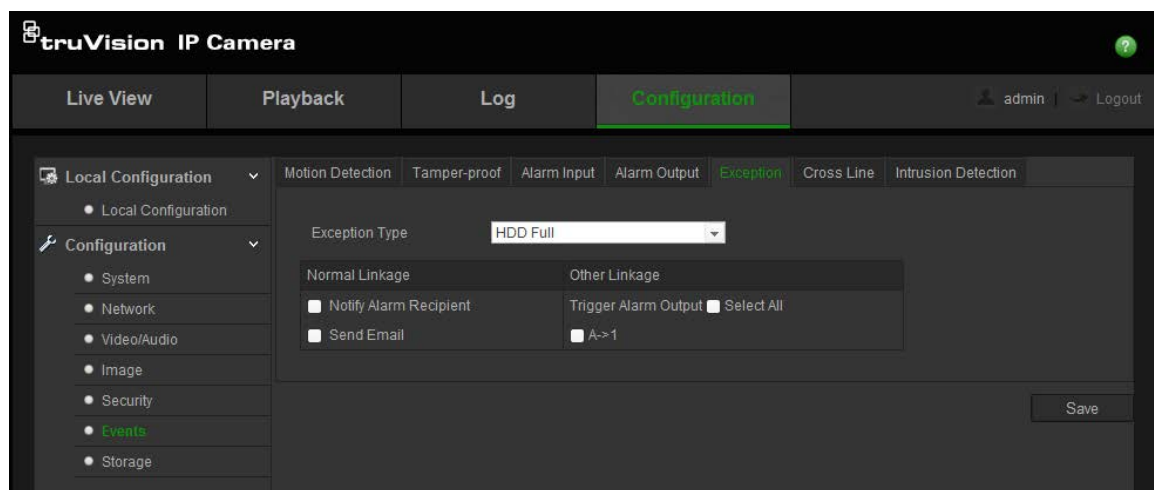 truVision IP Camera
?
Live View Playback Log Configuration admin | Logout
Local Configuration
Local Configuration
Configuration
System
Network
Video/Audio
Image
Security
Events
Storage
Motion Detection Tamper-proof Alarm Input Alarm Output Exception Cross Line Intrusion Detection
Exception Type HDD Full
Normal Linkage Other Linkage
Notify Alarm Recipient Trigger Alarm Output Select All
Send Email A->1
Save